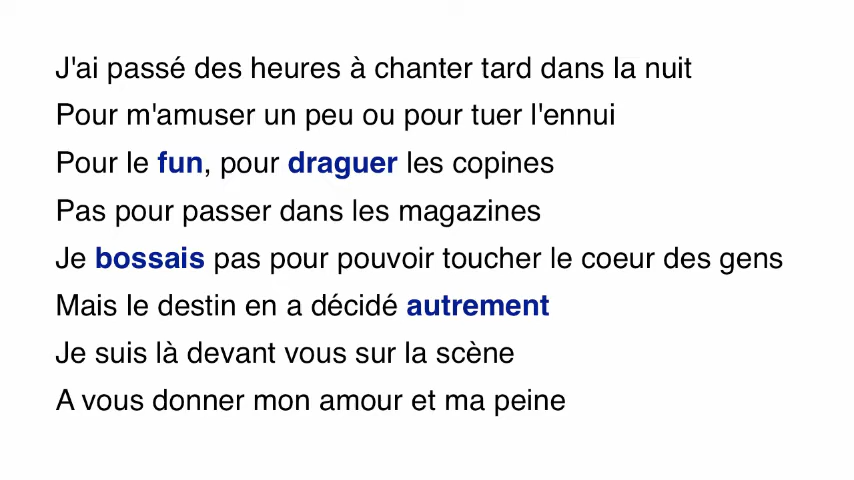 J'ai passé des heures à chanter tard dans la nuit
Pour m'amuser un peu ou pour tuer l'ennui
Pour le fun, pour draguer les copines
Pas pour passer dans les magazines
Je bossais pas pour pouvoir toucher le coeur des gens
Mais le destin en a décidé autrement
Je suis là devant vous sur la scène
A vous donner mon amour et ma peine